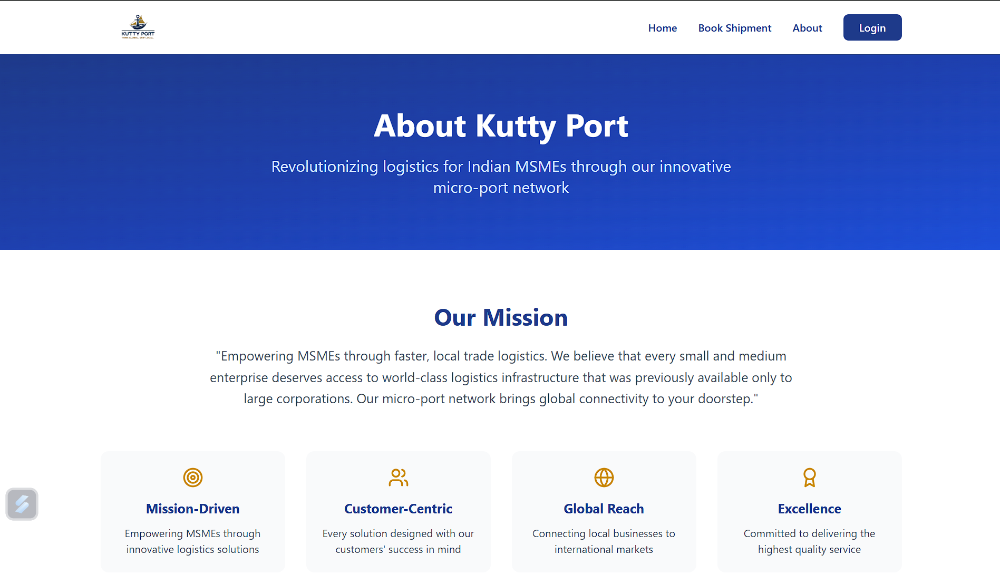 KUTTY PORT
THINK GLOBAL, SHIP LOCAL.
Home
Book Shipment
About
Login
About Kutty Port
Revolutionizing logistics for Indian MSMEs through our innovative
micro-port network
Our Mission
"Empowering MSMEs through faster, local trade logistics. We believe that every small and medium
enterprise deserves access to world-class logistics infrastructure that was previously available only to
large corporations. Our micro-port network brings global connectivity to your doorstep."
Mission-Driven
Empowering MSMEs through
innovative logistics solutions
Customer-Centric
Every solution designed with our
customers' success in mind
Global Reach
Connecting local businesses to
international markets
Excellence
Committed to delivering the
highest quality service